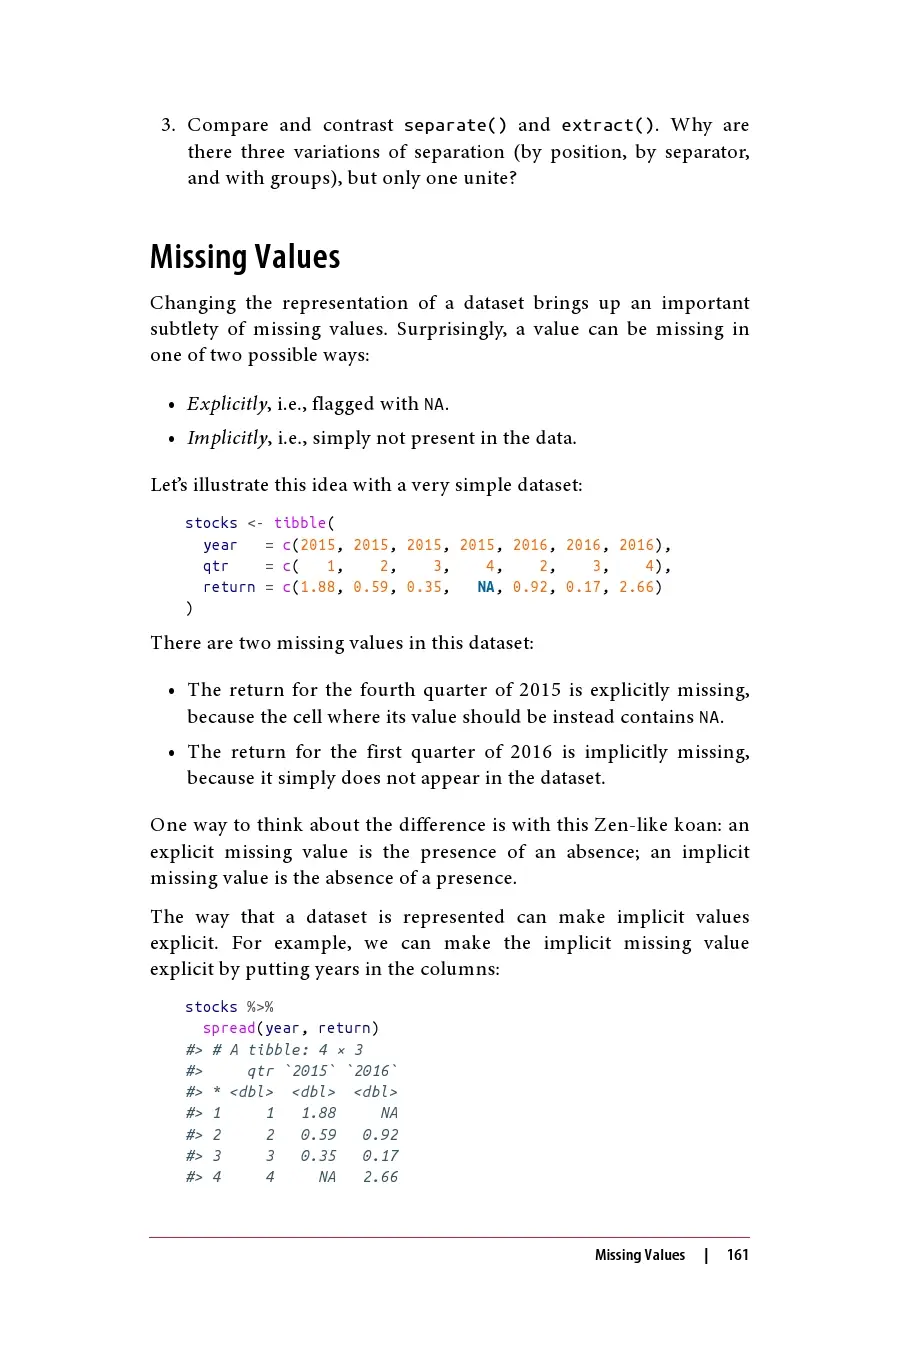 3. Compare and contrast separate() and extract(). Why are
there three variations of separation (by position, by separator,
and with groups), but only one unite?
Missing Values
Changing the representation of a dataset brings up an important
subtlety of missing values. Surprisingly, a value can be missing in
one of two possible ways:
• Explicitly, i.e., flagged with NA.
• Implicitly, i.e., simply not present in the data.
Let’s illustrate this idea with a very simple dataset:
stocks <- tibble(
  year   = c(2015, 2015, 2015, 2015, 2016, 2016, 2016),
  qtr    = c(   1,    2,    3,    4,    2,    3,    4),
  return = c(1.88, 0.59, 0.35,   NA, 0.92, 0.17, 2.66)
)
There are two missing values in this dataset:
• The return for the fourth quarter of 2015 is explicitly missing,
because the cell where its value should be instead contains NA.
• The return for the first quarter of 2016 is implicitly missing,
because it simply does not appear in the dataset.
One way to think about the difference is with this Zen-like koan: an
explicit missing value is the presence of an absence; an implicit
missing value is the absence of a presence.
The way that a dataset is represented can make implicit values
explicit. For example, we can make the implicit missing value
explicit by putting years in the columns:
stocks %>%
  spread(year, return)
#> # A tibble: 4 × 3
#>     qtr `2015` `2016`
#> * <dbl>  <dbl>  <dbl>
#> 1     1   1.88     NA
#> 2     2   0.59   0.92
#> 3     3   0.35   0.17
#> 4     4     NA   2.66
Missing Values | 161